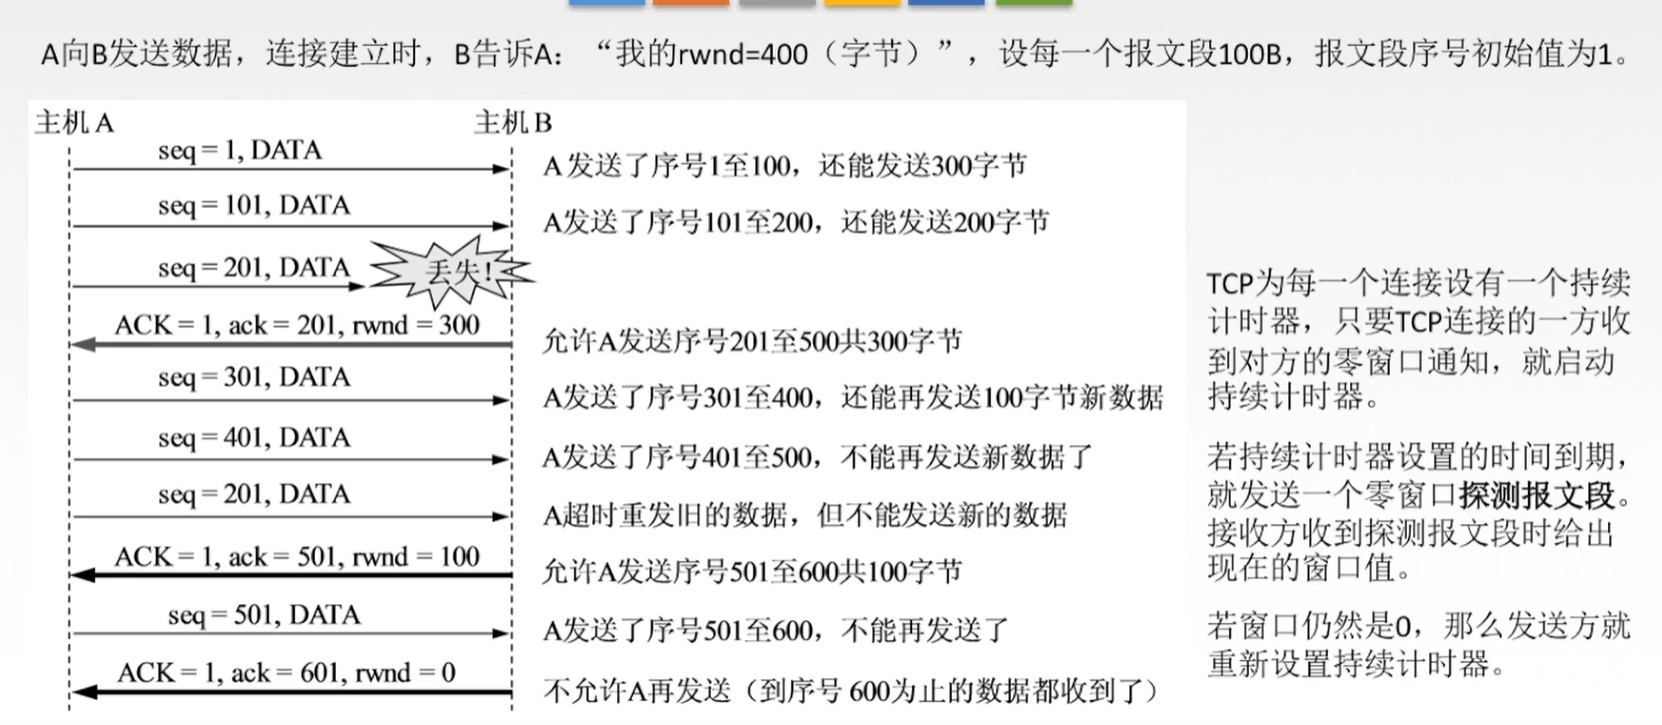 A向B发送数据，连接建立时，B告诉A：“我的rwnd=400（字节）”，设每一个报文段100B，报文段序号初始值为1。
主机A 主机B
seq = 1, DATA
A 发送了序号1至100，还能发送300字节
seq = 101, DATA
A发送了序号101至200，还能发送200字节
seq = 201, DATA
丢失!
ACK = 1, ack = 201, rwnd = 300
允许A发送序号201至500共300字节
seq = 301, DATA
A发送了序号301至400，还能再发送100字节新数据
seq = 401, DATA
A发送了序号401至500，不能再发送新数据了
seq = 201, DATA
A超时重发旧的数据，但不能发送新的数据
ACK = 1, ack = 501, rwnd = 100
允许A发送序号501至600共100字节
seq = 501, DATA
A发送了序号501至600，不能再发送了
ACK = 1, ack = 601, rwnd = 0
不允许A再发送（到序号 600为止的数据都收到了）
TCP为每一个连接设有一个持续
计时器，只要TCP连接的一方收
到对方的零窗口通知，就启动
持续计时器。
若持续计时器设置的时间到期，
就发送一个零窗口探测报文段。
接收方收到探测报文段时给出
现在的窗口值。
若窗口仍然是0，那么发送方就
重新设置持续计时器。